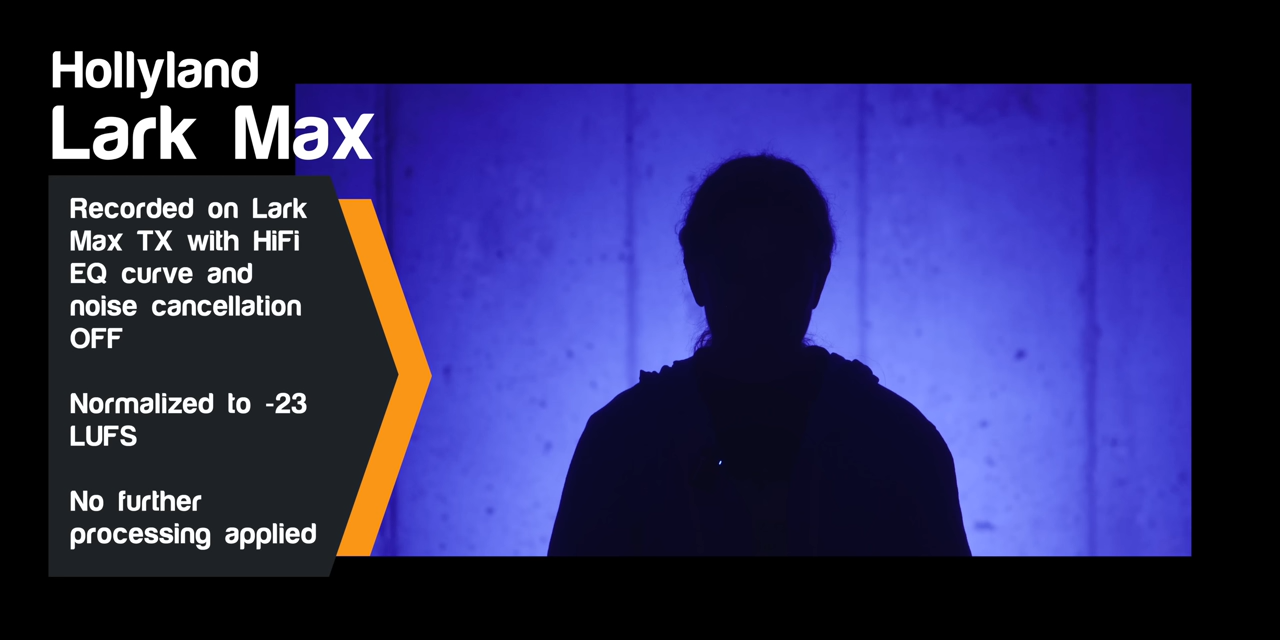 Hollyland
Lark Max
Recorded on Lark
Max TX with HiFi
EQ curve and
noise cancellation
OFF
Normalized to -23
LUFS
No further
processing applied